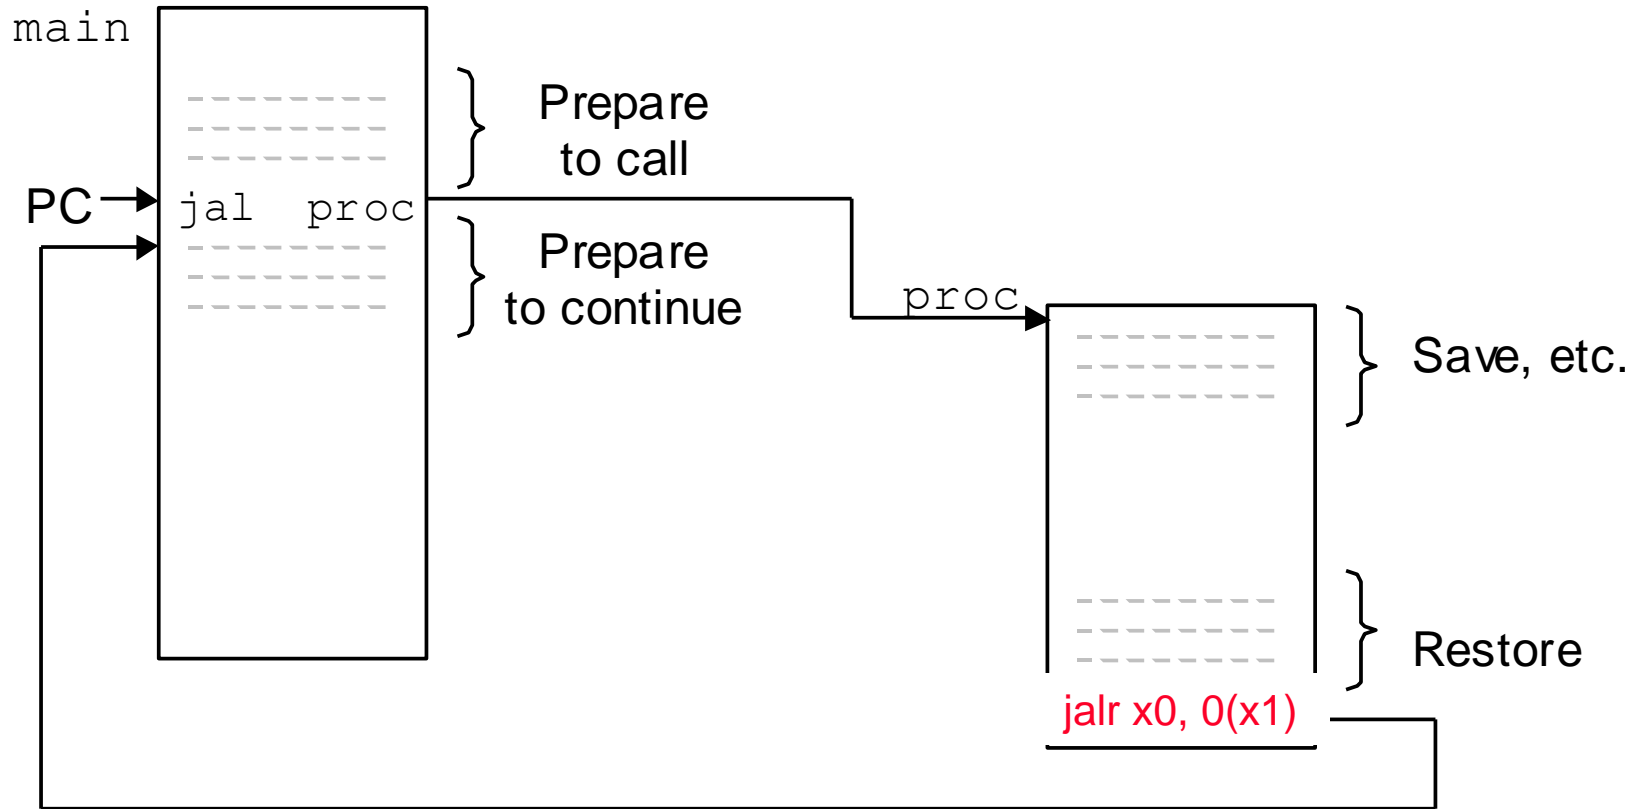 main
Prepare
to call
PC
jal proc
Prepare
to continue
proc
Save, etc.
Restore
jalr x0, 0(x1)